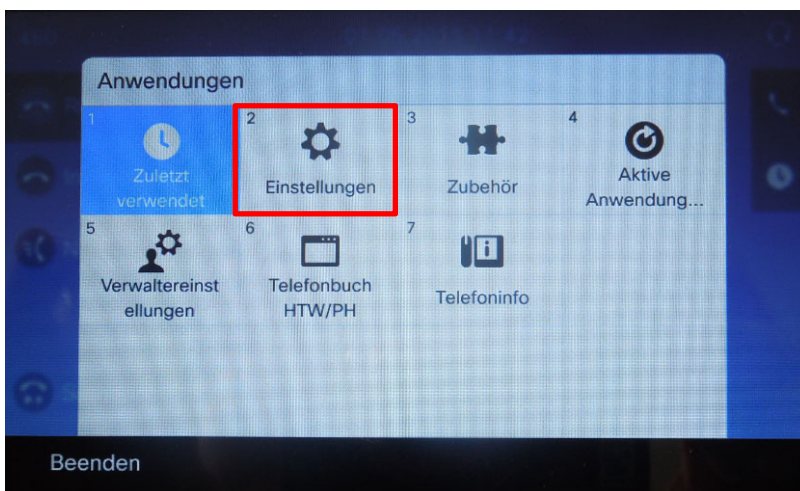 Anwendungen
1
Zuletzt
verwendet
2
Einstellungen
3
Zubehör
4
Aktive
Anwendung...
5
Verwaltereinst
ellungen
6
Telefonbuch
HTW/PH
7
Telefoninfo
Beenden